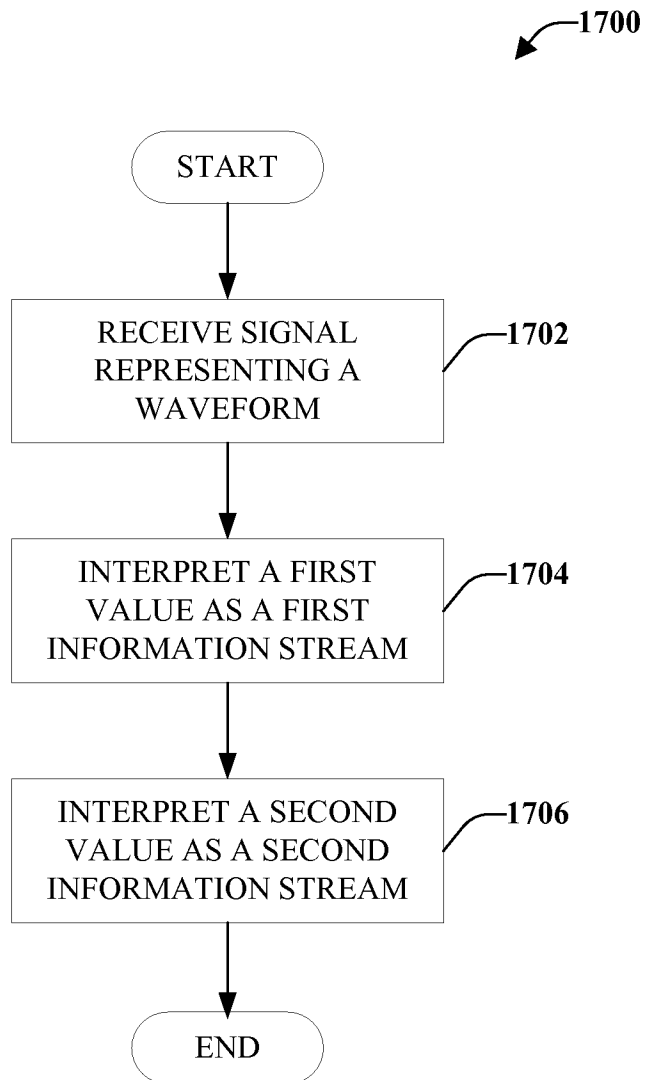 1700
START
RECEIVE SIGNAL
REPRESENTING A
WAVEFORM
1702
INTERPRET A FIRST
VALUE AS A FIRST
INFORMATION STREAM
1704
INTERPRET A SECOND
VALUE AS A SECOND
INFORMATION STREAM
1706
END